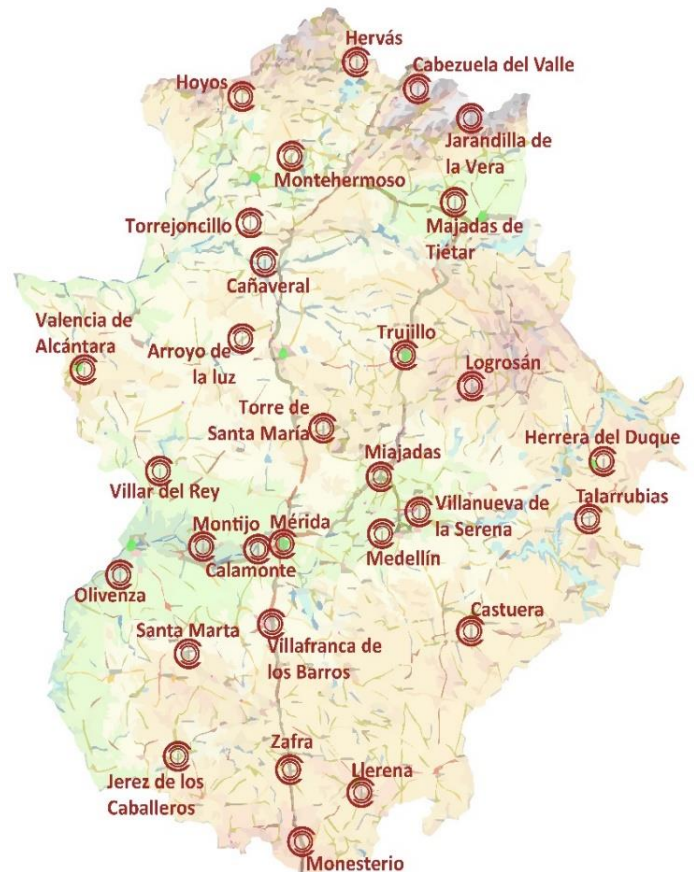 Hervás
Cabezuela del Valle
Hoyos
Jarandilla de
la Vera
Montehermoso
Torrejoncillo
Majadas de
Tiétar
Cañaveral
Valencia de
Alcántara
Arroyo de
la luz
Trujillo
Logrosán
Torre de
Santa María
Herrera del Duque
Miajadas
Villar del Rey
Villanueva de
la Serena
Talarrubias
Montijo
Mérida
Calamonte
Medellín
Olivenza
Castuera
Santa Marta
Villafranca de
los Barros
Zafra
Llerena
Jerez de los
Caballeros
Monesterio